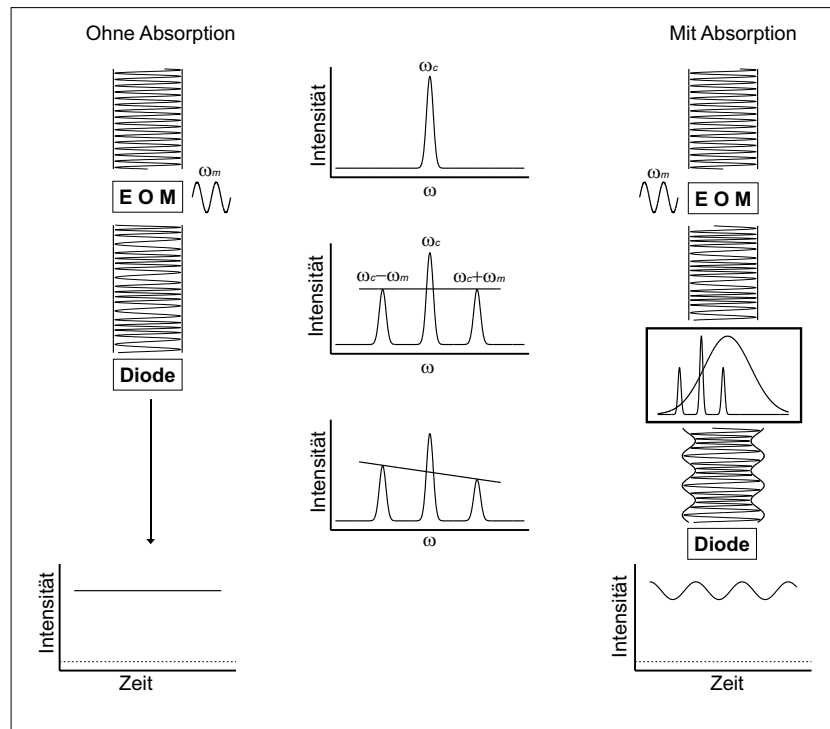 Ohne Absorption
E O M
ωm
Diode
Intensität
Zeit
Intensität
ωc
ω
Intensität
ωc
ωc−ωm
ωc+ωm
ω
Intensität
ω
Mit Absorption
ωm
E O M
Diode
Intensität
Zeit